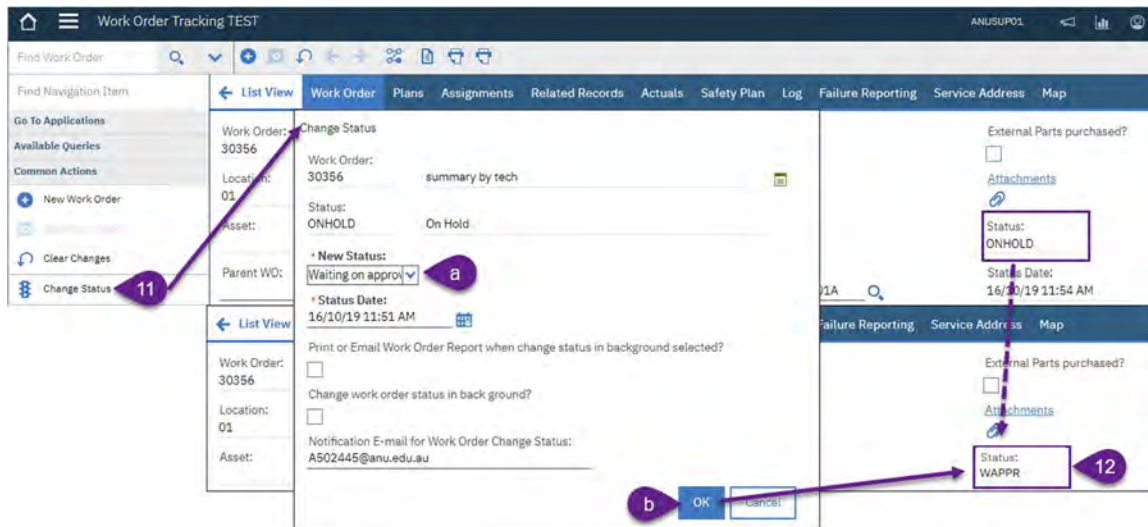 Work Order Tracking TEST
ANUSUP01
Find Work Order
Find Navigation Item
List View Work Order Plans Assignments Related Records Actuals Safety Plan Log Failure Reporting Service Address Map
Go To Applications
Available Queries
Common Actions
New Work Order
Clear Changes
Change Status
11
Work Order:
30356
Location:
01
Asset:
Parent WO:
Change Status
Work Order:
30356 summary by tech
Status:
ONHOLD On Hold
* New Status:
Waiting on approv
a
* Status Date:
16/10/19 11:51 AM
Print or Email Work Order Report when change status in background selected?
Change work order status in back ground?
Notification E-mail for Work Order Change Status:
A502445@anu.edu.au
b
OK Cancel
External Parts purchased?
Attachments
Status:
ONHOLD
Status Date:
16/10/19 11:54 AM
01A
List View
Failure Reporting Service Address Map
Work Order:
30356
Location:
01
Asset:
External Parts purchased?
Attachments
Status:
WAPPR
12